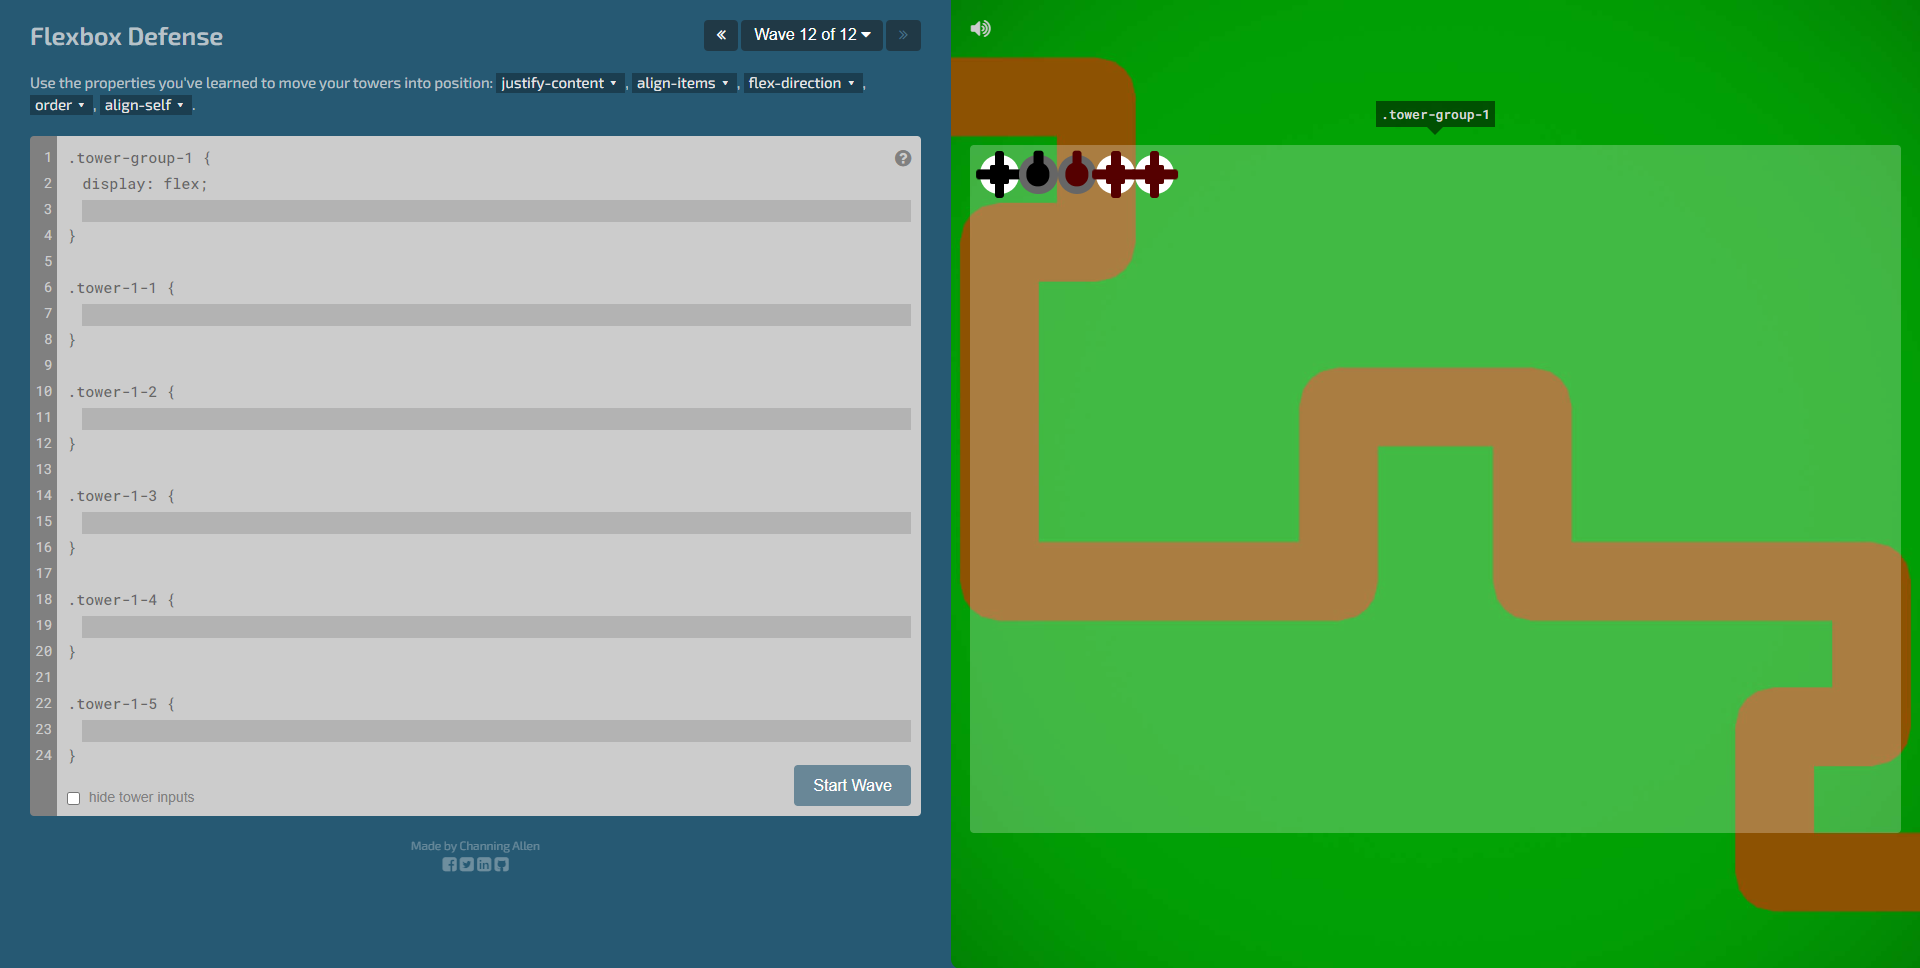 Flexbox Defense
« Wave 12 of 12 »
Use the properties you've learned to move your towers into position: justify-content , align-items , flex-direction ,
order , align-self .
1 .tower-group-1 {
2 display: flex;
3
4 }
5
6 .tower-1-1 {
7
8 }
9
10 .tower-1-2 {
11
12 }
13
14 .tower-1-3 {
15
16 }
17
18 .tower-1-4 {
19
20 }
21
22 .tower-1-5 {
23
24 }
hide tower inputs
Start Wave
Made by Channing Allen
.tower-group-1